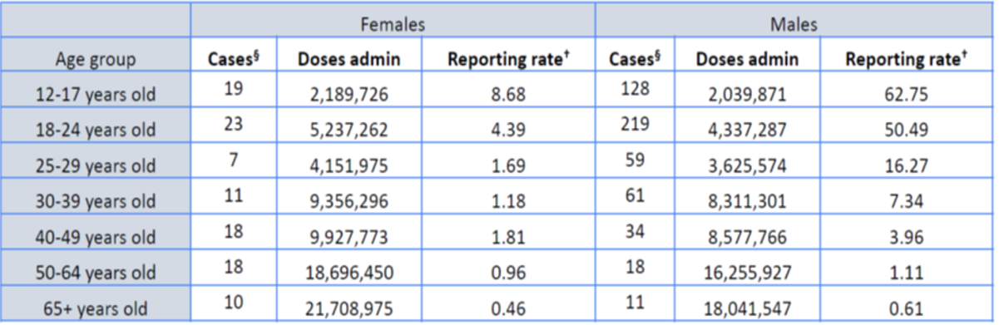 Females Males
Age group Cases§ Doses admin Reporting rate† Cases§ Doses admin Reporting rate†
12-17 years old 19 2,189,726 8.68 128 2,039,871 62.75
18-24 years old 23 5,237,262 4.39 219 4,337,287 50.49
25-29 years old 7 4,151,975 1.69 59 3,625,574 16.27
30-39 years old 11 9,356,296 1.18 61 8,311,301 7.34
40-49 years old 18 9,927,773 1.81 34 8,577,766 3.96
50-64 years old 18 18,696,450 0.96 18 16,255,927 1.11
65+ years old 10 21,708,975 0.46 11 18,041,547 0.61